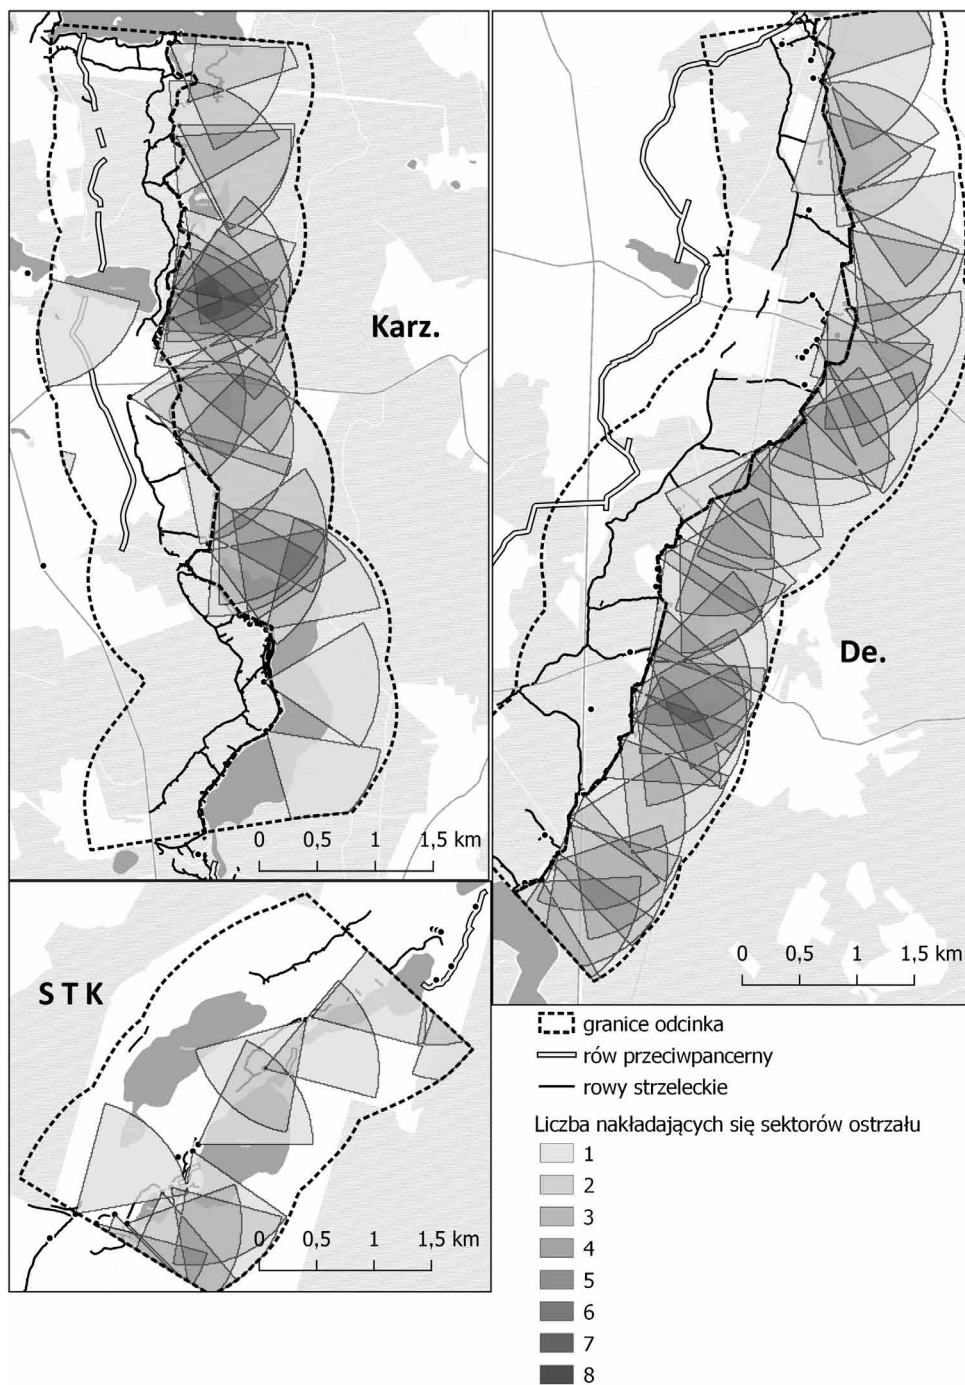 Karz.
0 0,5 1 1,5 km
De.
0 0,5 1 1,5 km
S T K
0 0,5 1 1,5 km
granice odcinka
rów przeciwpancerny
rowy strzeleckie
Liczba nakładających się sektorów ostrzału
1
2
3
4
5
6
7
8